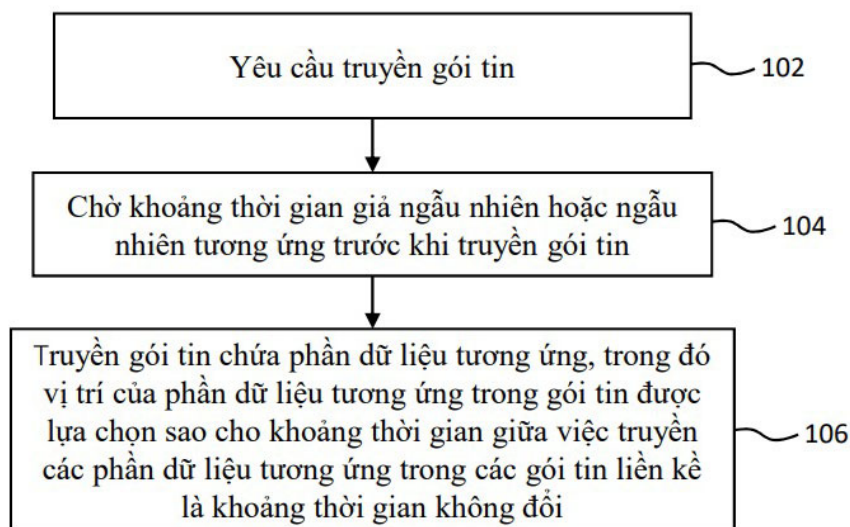 Yêu cầu truyền gói tin
102
Chờ khoảng thời gian giả ngẫu nhiên hoặc ngẫu
nhiên tương ứng trước khi truyền gói tin
104
Truyền gói tin chứa phần dữ liệu tương ứng, trong đó
vị trí của phần dữ liệu tương ứng trong gói tin được
lựa chọn sao cho khoảng thời gian giữa việc truyền
các phần dữ liệu tương ứng trong các gói tin liền kề
là khoảng thời gian không đổi
106